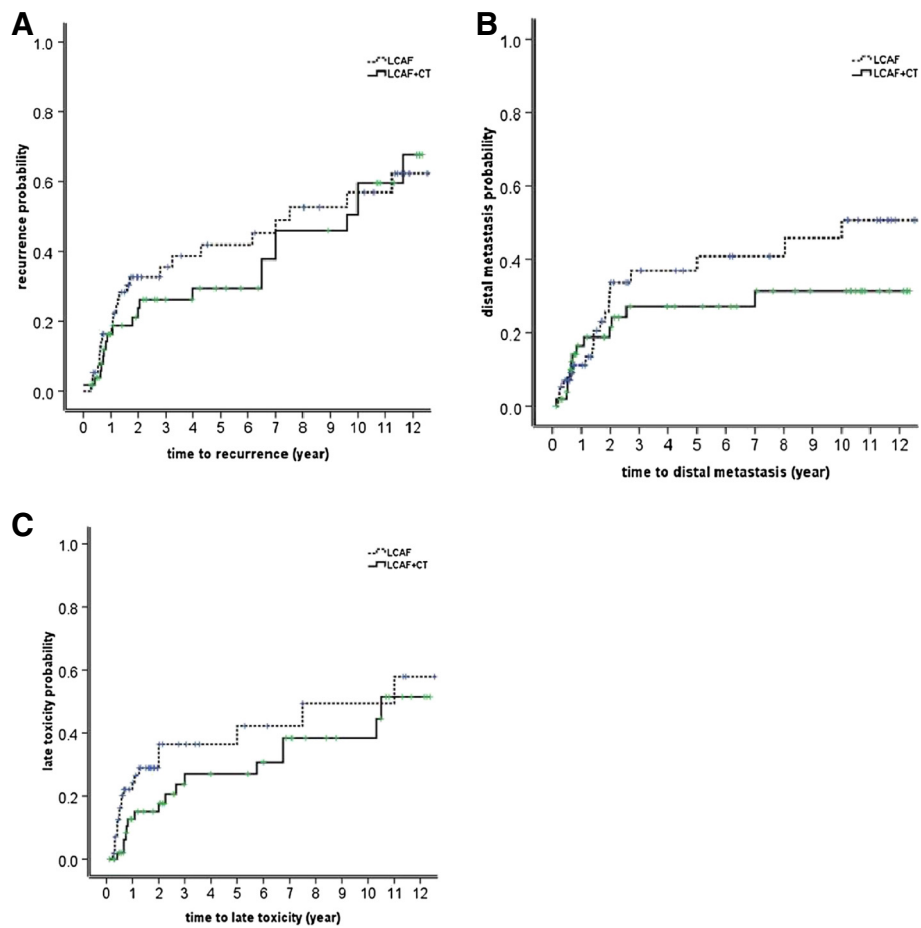 A
1.0
0.8
0.6
0.4
0.2
0.0
recurrence probability
LCAF
LCAF+CT
0 1 2 3 4 5 6 7 8 9 10 11 12
time to recurrence (year)
B
1.0
0.8
0.6
0.4
0.2
0.0
distal metastasis probability
LCAF
LCAF+CT
0 1 2 3 4 5 6 7 8 9 10 11 12
time to distal metastasis (year)
C
1.0
0.8
0.6
0.4
0.2
0.0
late toxicity probability
LCAF
LCAF+CT
0 1 2 3 4 5 6 7 8 9 10 11 12
time to late toxicity (year)